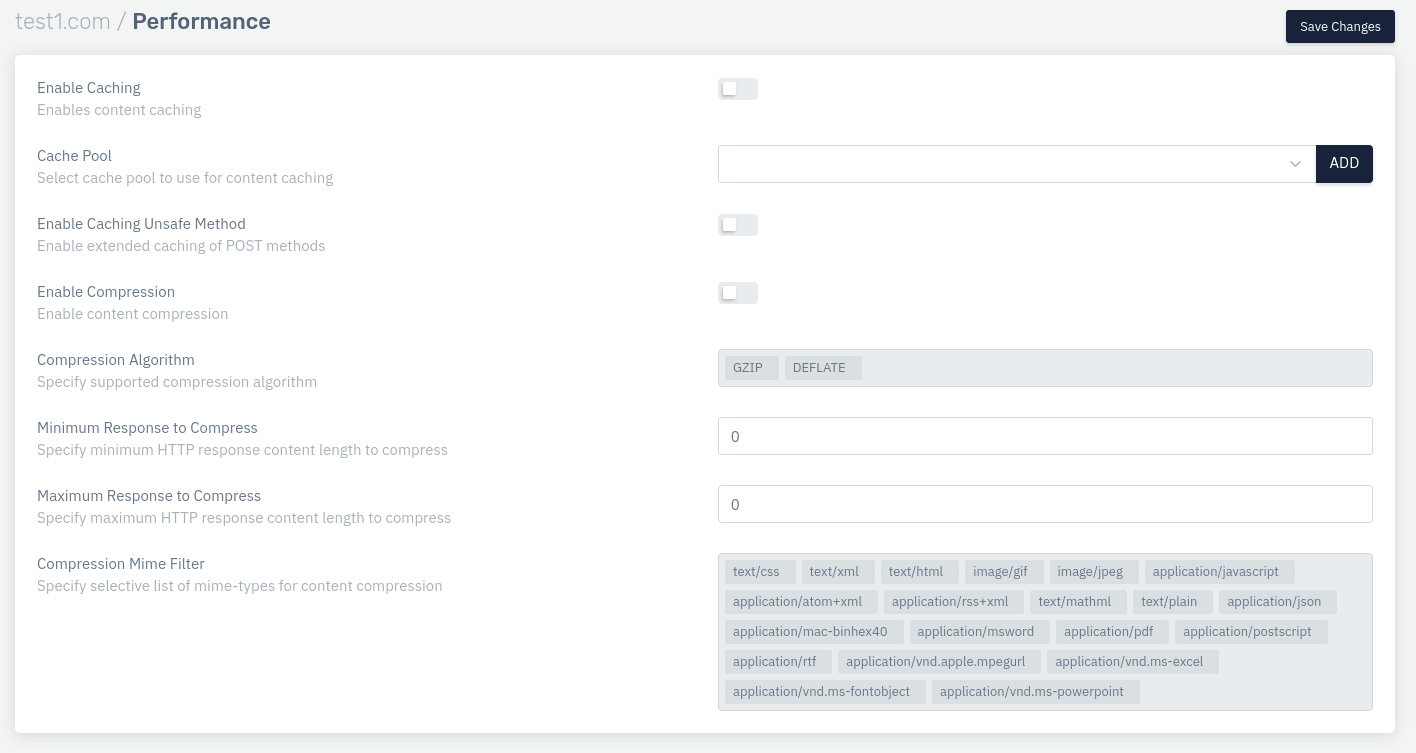 test1.com / Performance
Save Changes
Enable Caching
Enables content caching
Cache Pool
Select cache pool to use for content caching
ADD
Enable Caching Unsafe Method
Enable extended caching of POST methods
Enable Compression
Enable content compression
Compression Algorithm
Specify supported compression algorithm
GZIP DEFLATE
Minimum Response to Compress
Specify minimum HTTP response content length to compress
0
Maximum Response to Compress
Specify maximum HTTP response content length to compress
0
Compression Mime Filter
Specify selective list of mime-types for content compression
text/css text/xml text/html image/gif image/jpeg application/javascript
application/atom+xml application/rss+xml text/mathml text/plain application/json
application/mac-binhex40 application/msword application/pdf application/postscript
application/rtf application/vnd.apple.mpegurl application/vnd.ms-excel
application/vnd.ms-fontobject application/vnd.ms-powerpoint